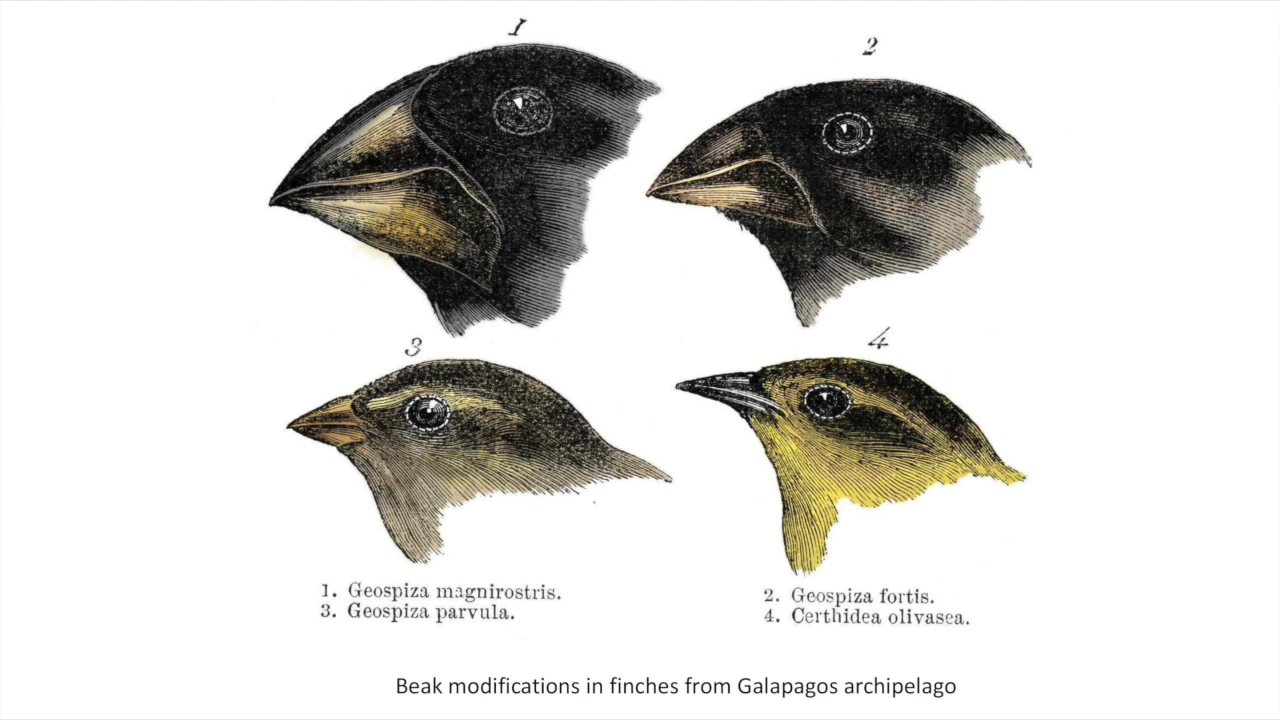 1
2
3
4
1. Geospiza magnirostris.
2. Geospiza fortis.
3. Geospiza parvula.
4. Certhidea olivasea.
Beak modifications in finches from Galapagos archipelago